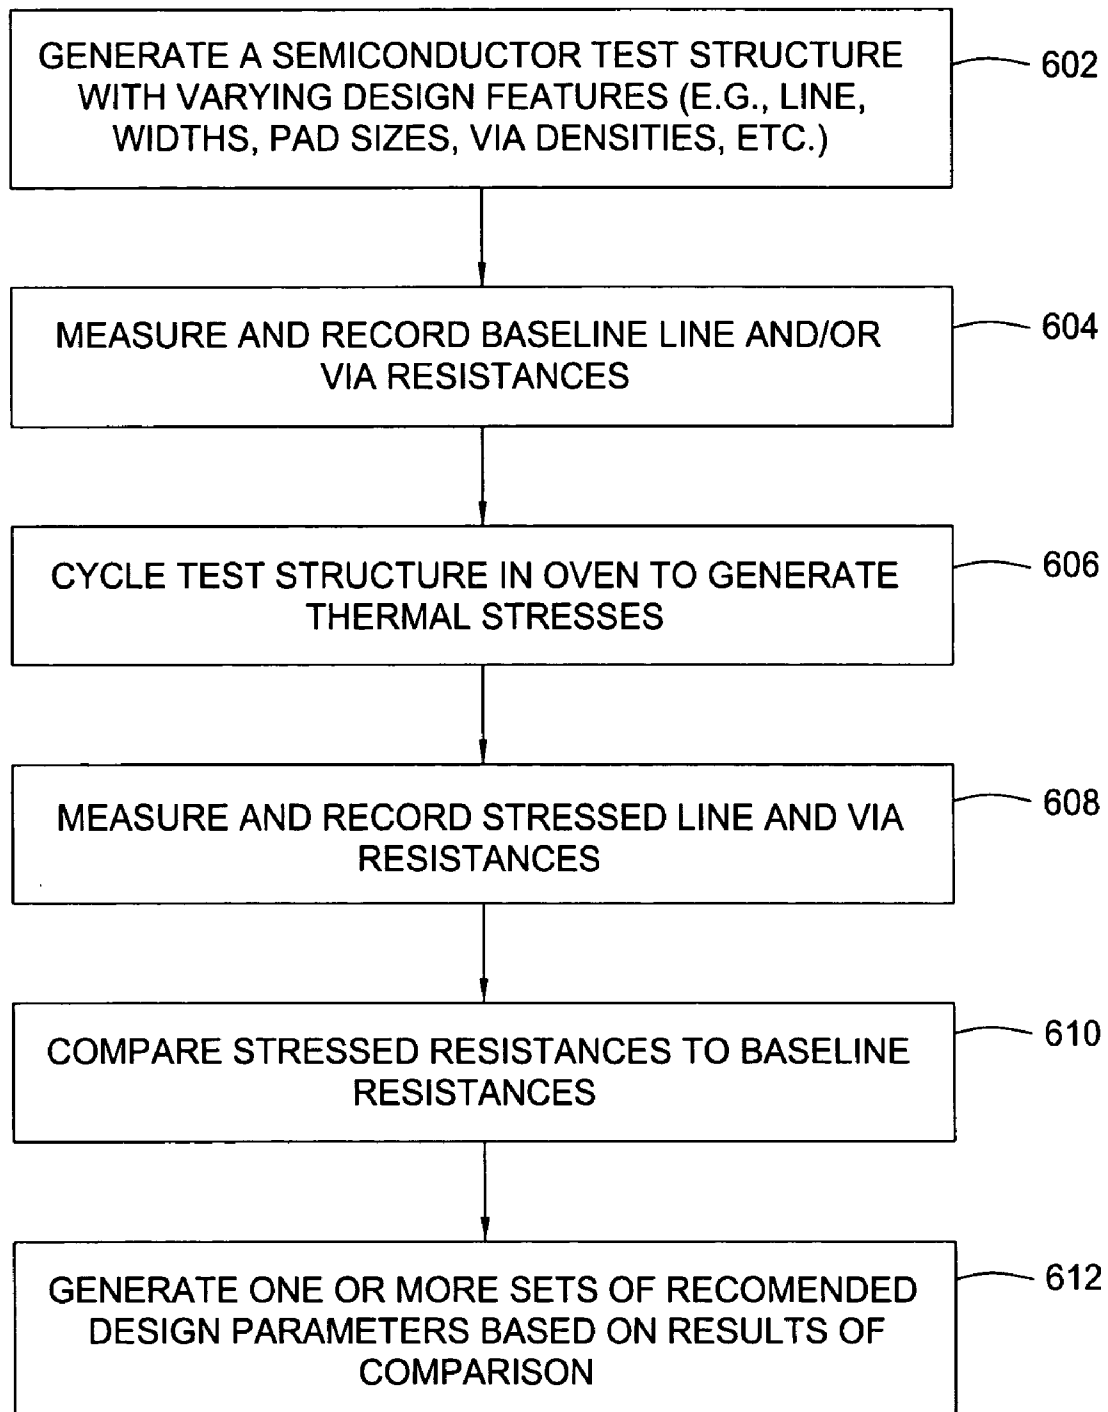 GENERATE A SEMICONDUCTOR TEST STRUCTURE
WITH VARYING DESIGN FEATURES (E.G., LINE,
WIDTHS, PAD SIZES, VIA DENSITIES, ETC.)
602
MEASURE AND RECORD BASELINE LINE AND/OR
VIA RESISTANCES
604
CYCLE TEST STRUCTURE IN OVEN TO GENERATE
THERMAL STRESSES
606
MEASURE AND RECORD STRESSED LINE AND VIA
RESISTANCES
608
COMPARE STRESSED RESISTANCES TO BASELINE
RESISTANCES
610
GENERATE ONE OR MORE SETS OF RECOMENDED
DESIGN PARAMETERS BASED ON RESULTS OF
COMPARISON
612